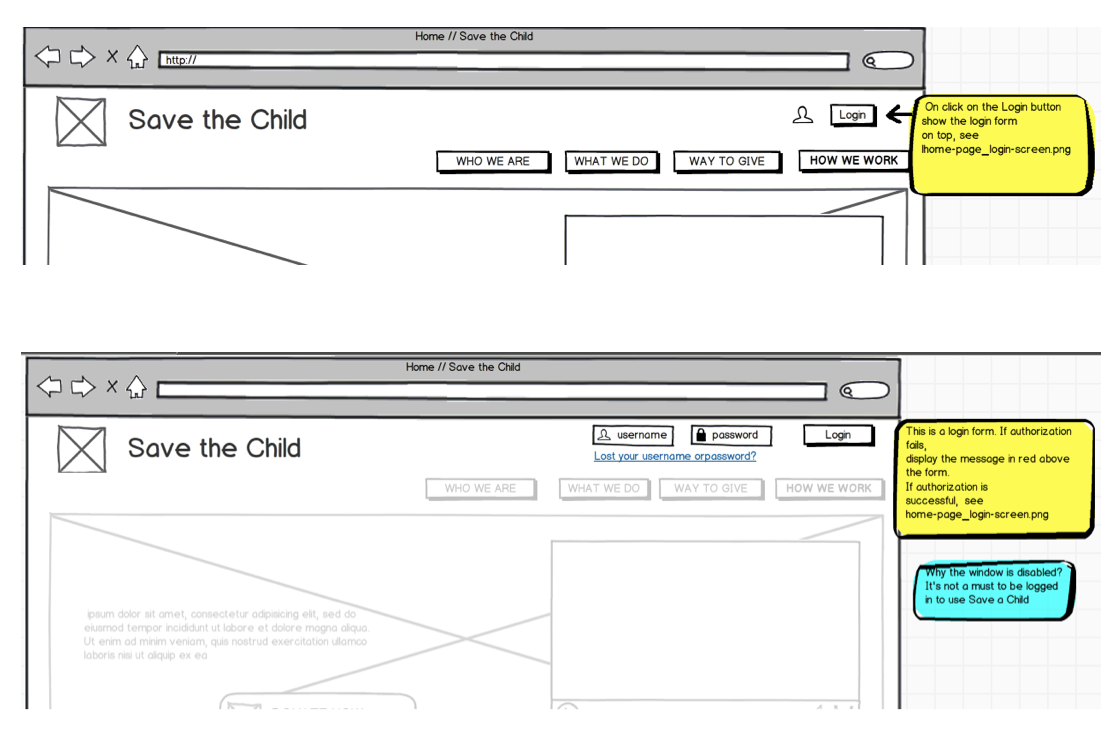 Home // Save the Child
http://
Save the Child
Login
On click on the Login button
show the login form
on top, see
lhome-page_login-screen.png
WHO WE ARE
WHAT WE DO
WAY TO GIVE
HOW WE WORK
Home // Save the Child
Save the Child
username
password
Login
Lost your username orpassword?
This is a login form. If authorization
fails,
display the message in red above
the form.
If authorization is
successful, see
home-page_login-screen.png
WHO WE ARE
WHAT WE DO
WAY TO GIVE
HOW WE WORK
Why the window is disabled?
It's not a must to be logged
in to use Save a Child
ipsum dolor sit amet, consectetur adipisicing elit, sed do
eiusmod tempor incididunt ut labore et dolore magna aliqua.
Ut enim ad minim veniam, quis nostrud exercitation ullamco
laboris nisi ut aliquip ex ea